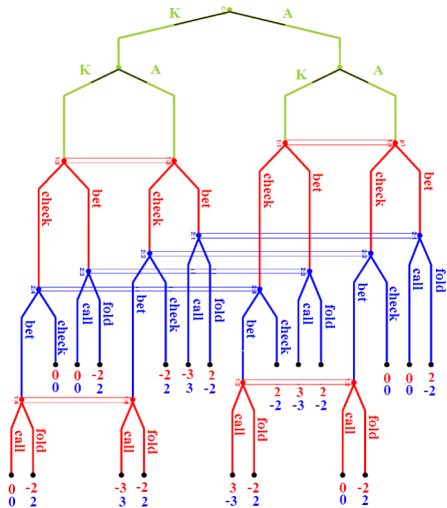 K A
K A K A
check bet check bet check bet check bet
bet check call fold bet check call fold bet check call fold bet check call fold
0 0 -2 -2 -3 2 2 3 2 0 0 2
0 0 2 2 3 -2 -2 -3 -2 0 0 -2
call fold call fold call fold call fold
0 -2 -3 -2 3 -2 0 -2
0 2 3 2 -3 2 0 2